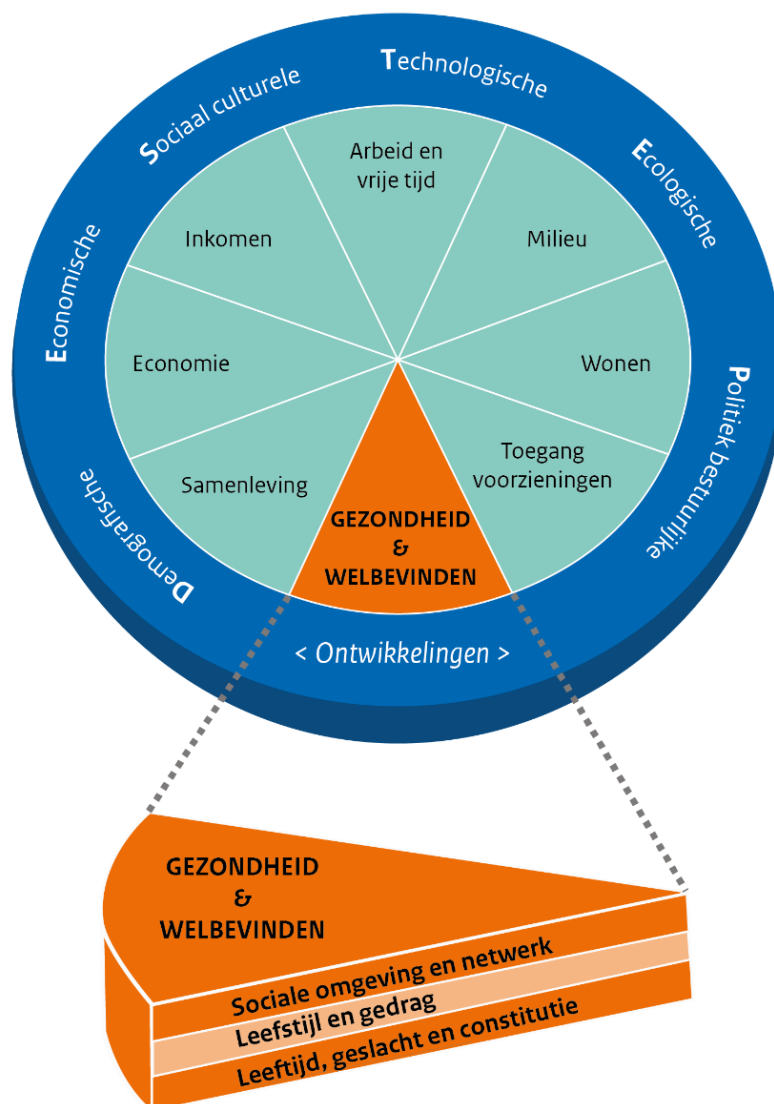 Demografische
Economische
Sociaal culturele
Technologische
Ecologische
Politiek bestuurlijke
Arbeid en
vrije tijd
Inkomen
Milieu
Economie
Wonen
Samenleving
Toegang
voorzieningen
GEZONDHEID
&
WELBEVINDEN
< Ontwikkelingen >
GEZONDHEID
&
WELBEVINDEN
Sociale omgeving en netwerk
Leefstijl en gedrag
Leeftijd, geslacht en constitutie